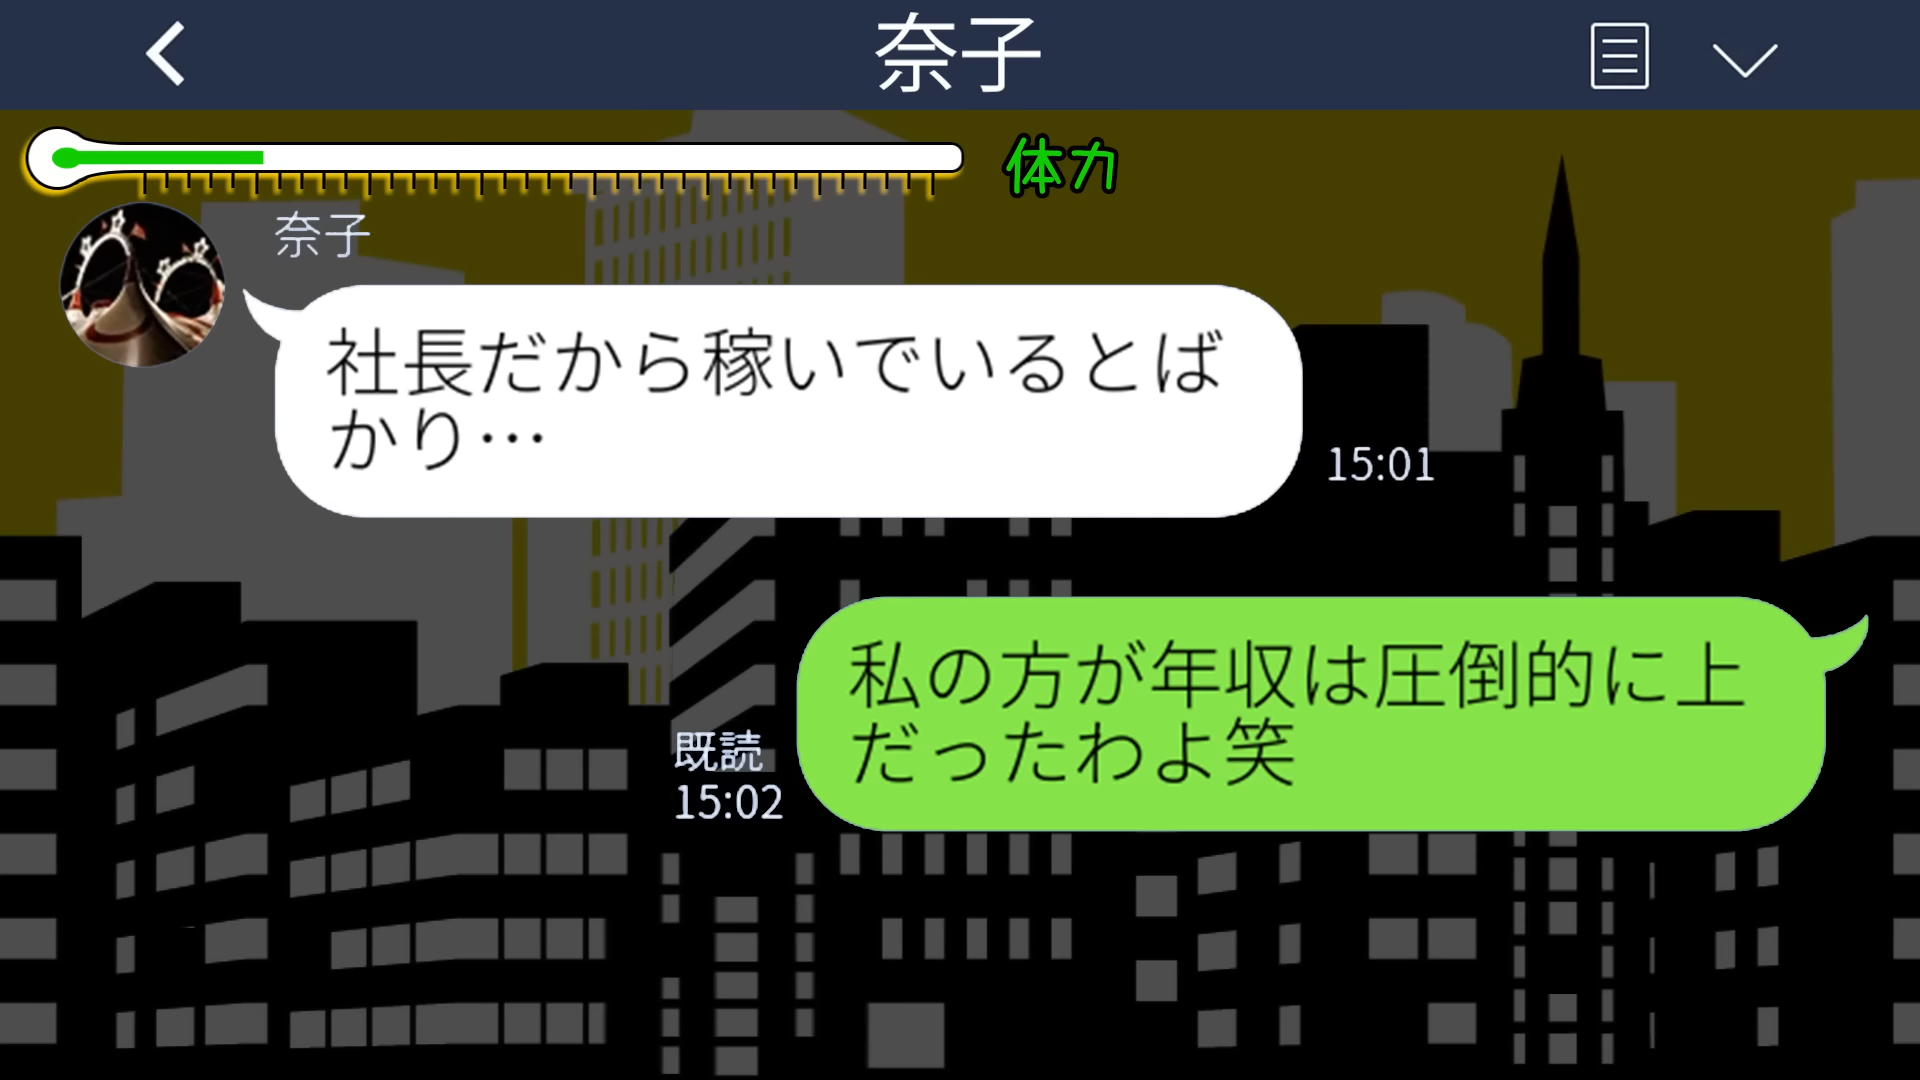 奈子
体力
奈子
社長だから稼いでいるとば
かり…
15:01
私の方が年収は圧倒的に上
だったわよ笑
既読
15:02